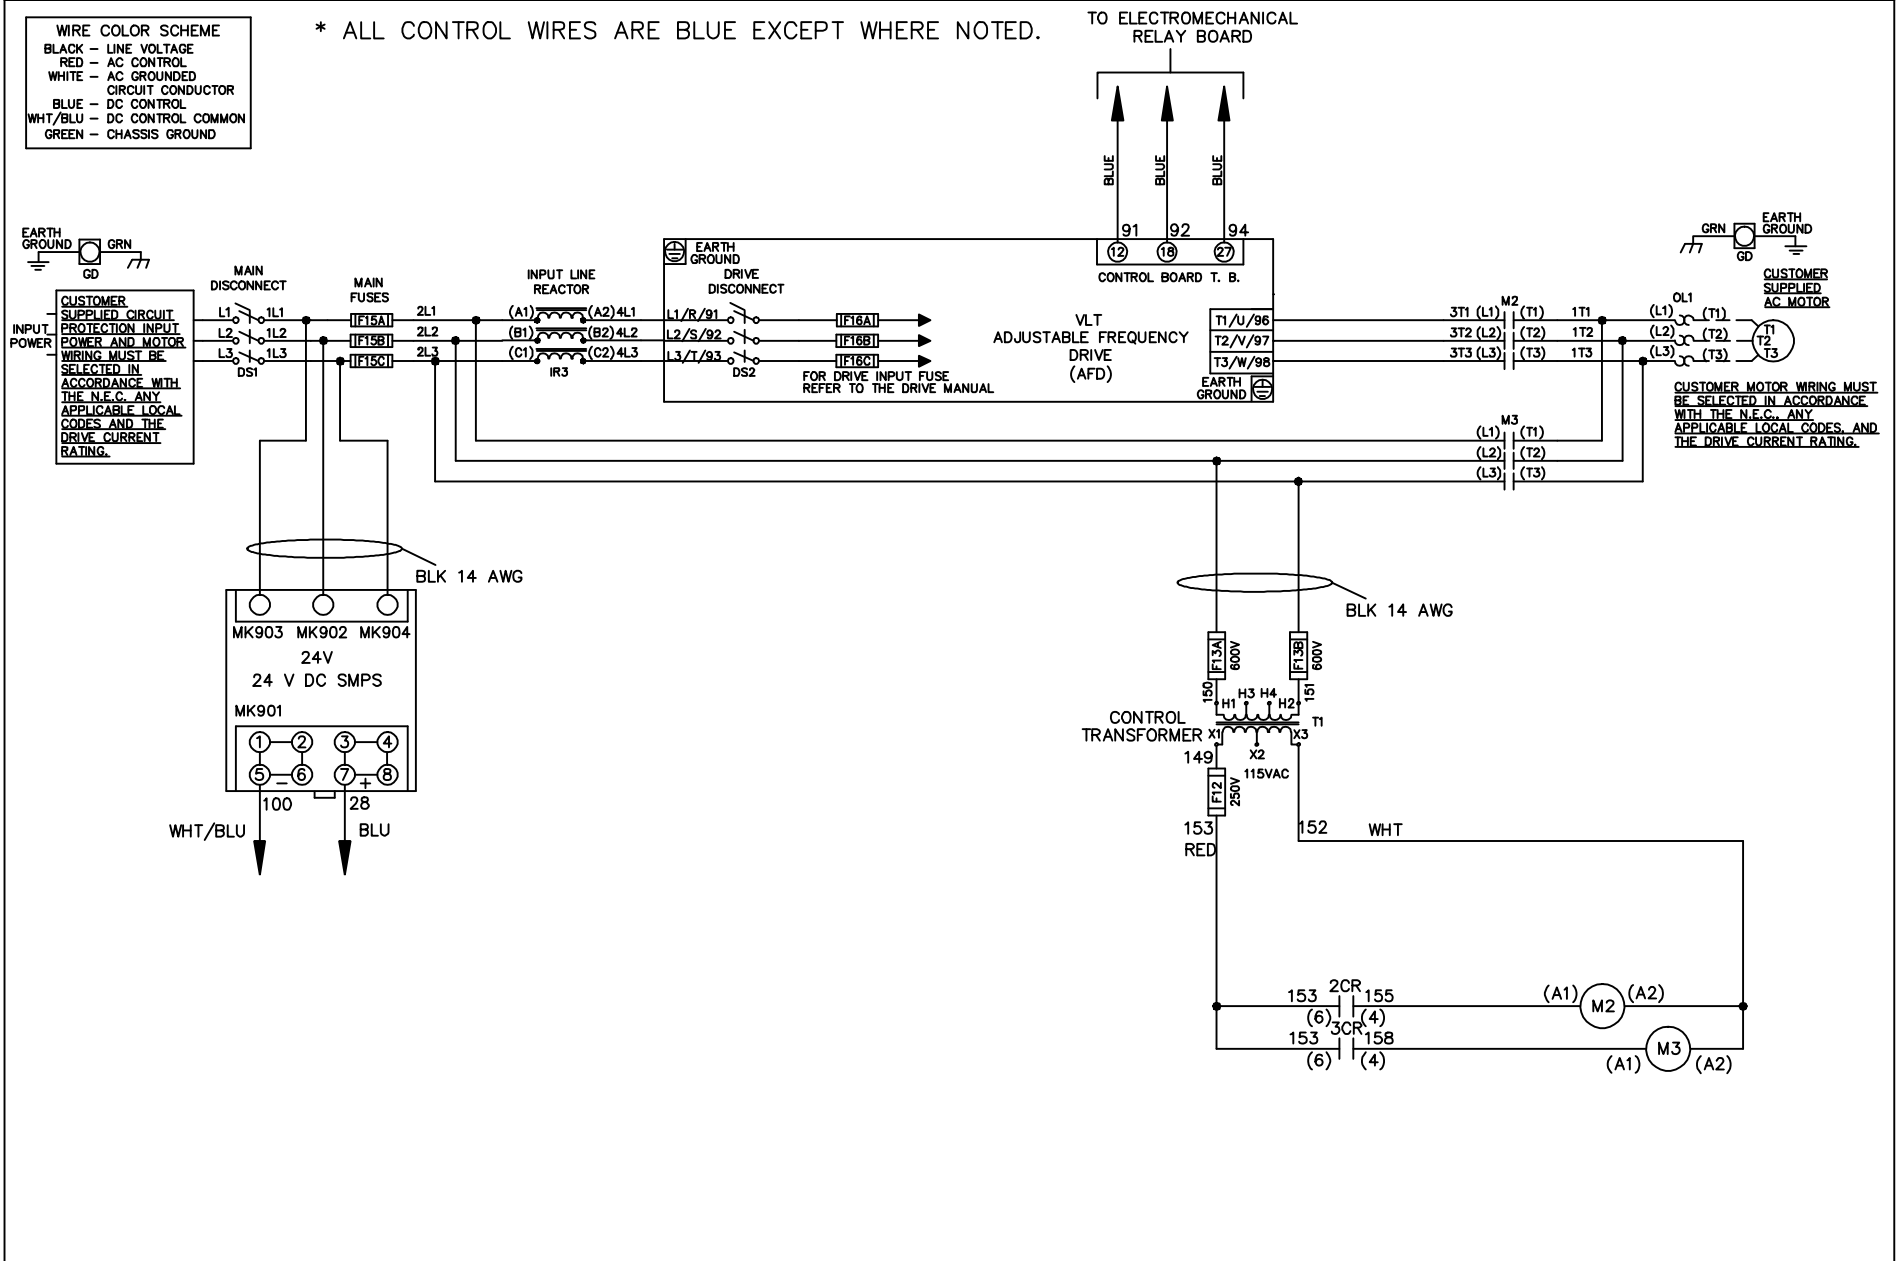 WIRE COLOR SCHEME
BLACK – LINE VOLTAGE
RED – AC CONTROL
WHITE – AC GROUNDED
CIRCUIT CONDUCTOR
BLUE – DC CONTROL
WHT/BLU – DC CONTROL COMMON
GREEN – CHASSIS GROUND
* ALL CONTROL WIRES ARE BLUE EXCEPT WHERE NOTED.
TO ELECTROMECHANICAL
RELAY BOARD
BLUE
BLUE
BLUE
91 92 94
12 18 27
CONTROL BOARD T. B.
EARTH
GROUND
GRN
GD
CUSTOMER
SUPPLIED CIRCUIT
PROTECTION INPUT
POWER AND MOTOR
WIRING MUST BE
SELECTED IN
ACCORDANCE WITH
THE N.E.C. ANY
APPLICABLE LOCAL
CODES AND THE
DRIVE CURRENT
RATING.
INPUT
POWER
MAIN
DISCONNECT
L1 1L1
L2 1L2
L3 1L3
DS1
MAIN
FUSES
F15A
F15B
F15C
2L1
2L2
2L3
INPUT LINE
REACTOR
(A1) (A2) 4L1
(B1) (B2) 4L2
(C1) (C2) 4L3
IR3
EARTH
GROUND
DRIVE
DISCONNECT
L1/R/91
L2/S/92
L3/T/93
DS2
F16A
F16B
F16C
FOR DRIVE INPUT FUSE
REFER TO THE DRIVE MANUAL
VLT
ADJUSTABLE FREQUENCY
DRIVE
(AFD)
T1/U/96
T2/V/97
T3/W/98
EARTH
GROUND
M2
3T1 (L1) (T1) 1T1
3T2 (L2) (T2) 1T2
3T3 (L3) (T3) 1T3
OL1
(L1) (T1)
(L2) (T2)
(L3) (T3)
T1
T2
T3
GRN
EARTH
GROUND
GD
CUSTOMER
SUPPLIED
AC MOTOR
CUSTOMER MOTOR WIRING MUST
BE SELECTED IN ACCORDANCE
WITH THE N.E.C., ANY
APPLICABLE LOCAL CODES, AND
THE DRIVE CURRENT RATING.
M3
(L1) (T1)
(L2) (T2)
(L3) (T3)
BLK 14 AWG
MK903 MK902 MK904
24V
24 V DC SMPS
MK901
1 2 3 4
5 – 6 7 + 8
100 28
WHT/BLU BLU
BLK 14 AWG
F13A 600V
F13B 600V
150 151
H1 H3 H4 H2
T1
CONTROL
TRANSFORMER
X1 X2 X3
149
115VAC
F12 250V
153
RED
152 WHT
2CR
153 155
(6) (4)
(A1) M2 (A2)
3CR
153 158
(6) (4)
(A1) M3 (A2)